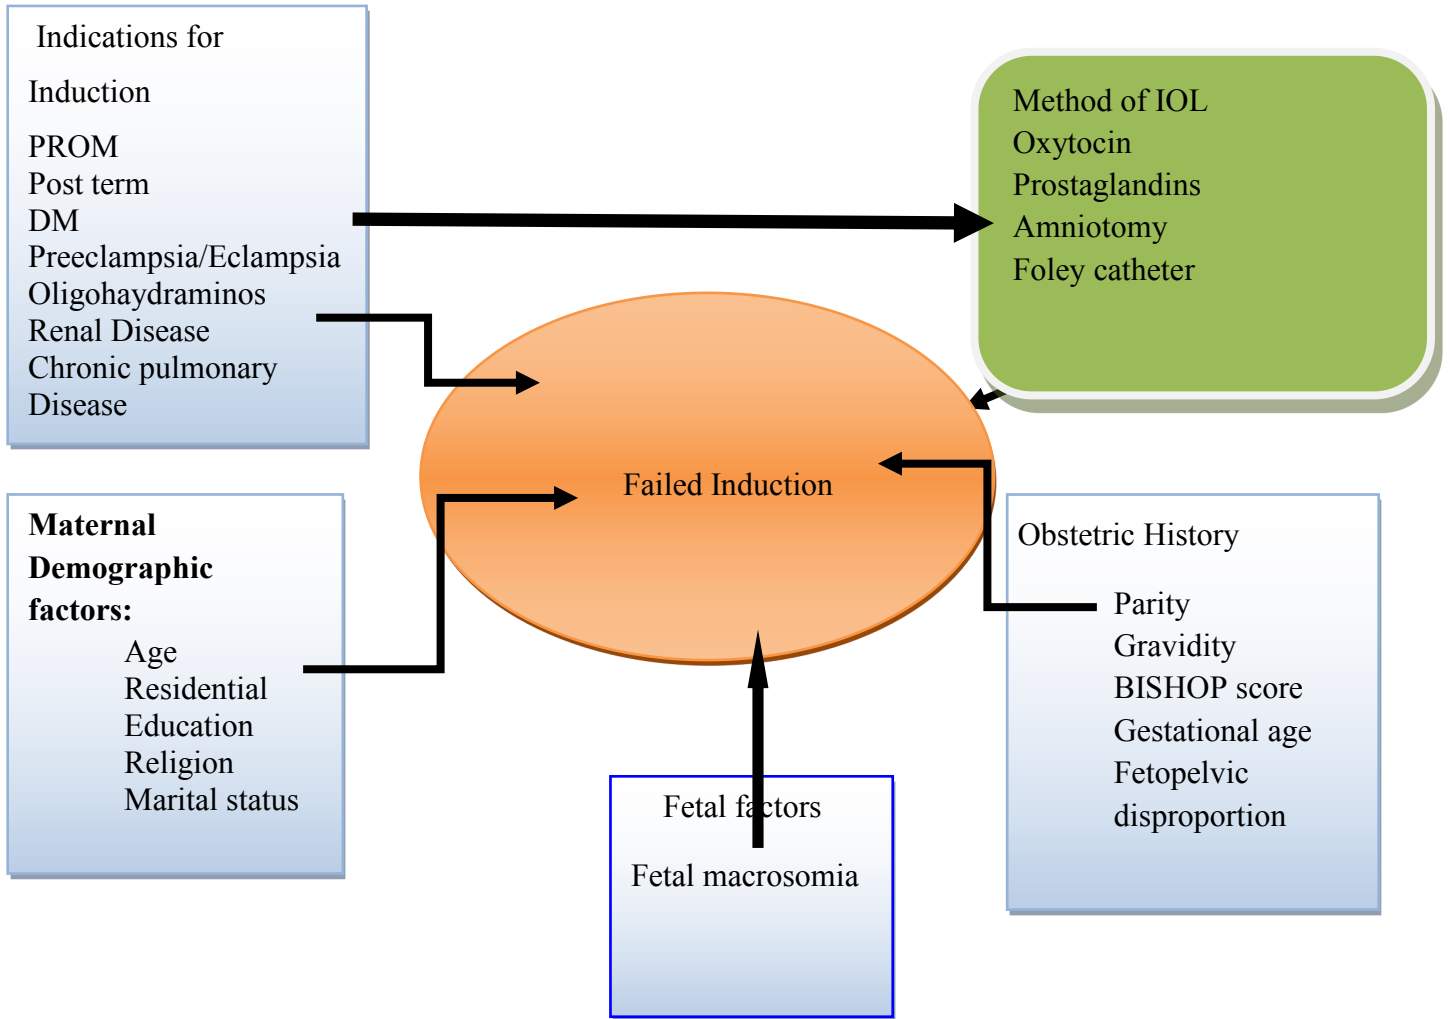 Indications for
Induction
PROM
Post term
DM
Preeclampsia/Eclampsia
Oligohaydraminos
Renal Disease
Chronic pulmonary
Disease
Method of IOL
Oxytocin
Prostaglandins
Amniotomy
Foley catheter
Failed Induction
Maternal
Demographic
factors:
Age
Residential
Education
Religion
Marital status
Obstetric History
Parity
Gravidity
BISHOP score
Gestational age
Fetopelvic
disproportion
Fetal factors
Fetal macrosomia